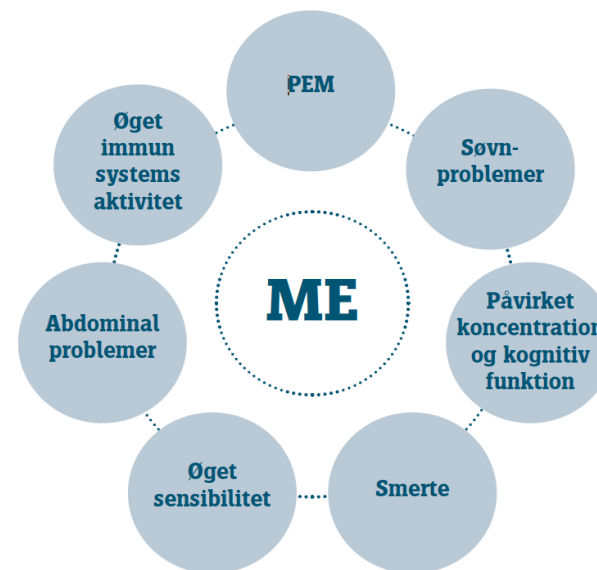 PEM
Øget
immun
systems
aktivitet
Søvn-
problemer
ME
Abdominal
problemer
Påvirket
koncentration
og kognitiv
funktion
Øget
sensibilitet
Smerte